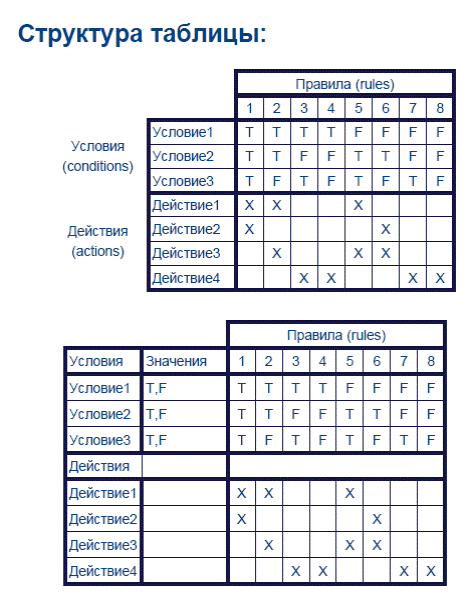 Структура таблицы:
Правила (rules)
1 2 3 4 5 6 7 8
Условия
(conditions)
Условие1 T T T T F F F F
Условие2 T T F F T T F F
Условие3 T F T F T F T F
Действия
(actions)
Действие1 X X X
Действие2 X X
Действие3 X X X
Действие4 X X X X
Правила (rules)
Условия Значения 1 2 3 4 5 6 7 8
Условие1 T,F T T T T F F F F
Условие2 T,F T T F F T T F F
Условие3 T,F T F T F T F T F
Действия
Действие1 X X X
Действие2 X X
Действие3 X X X
Действие4 X X X X